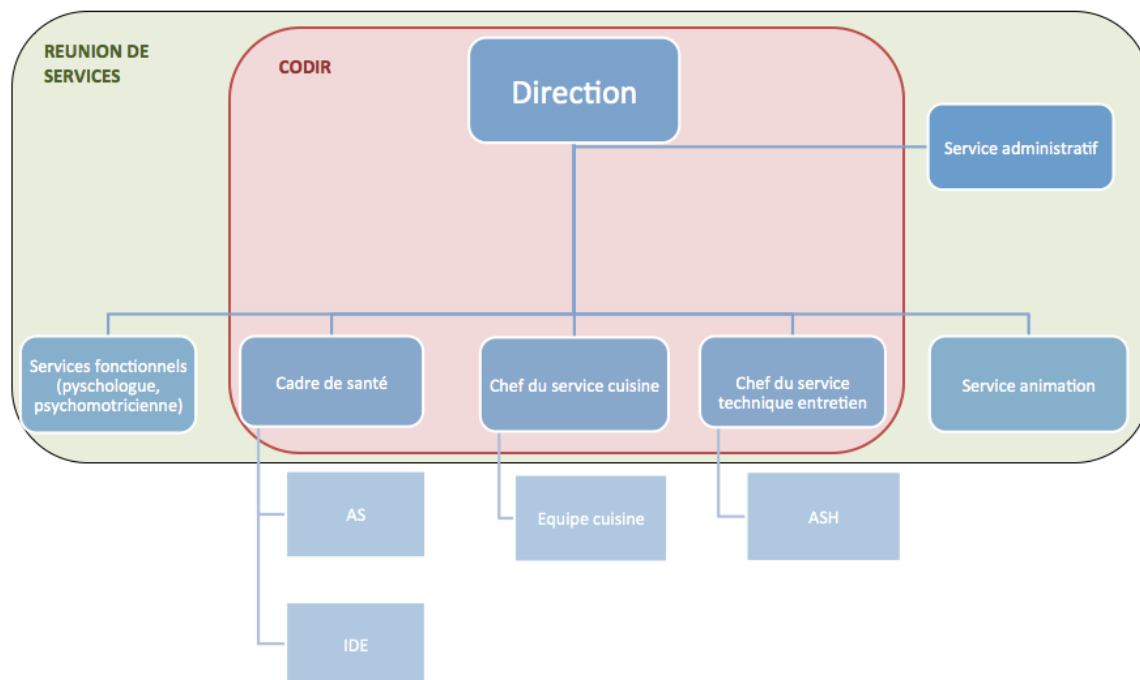 REUNION DE
SERVICES
CODIR
Direction
Service administratif
Services fonctionnels
(pyschologue,
psychomotricienne)
Cadre de santé
Chef du service cuisine
Chef du service
technique entretien
Service animation
AS
Equipe cuisine
ASH
IDE